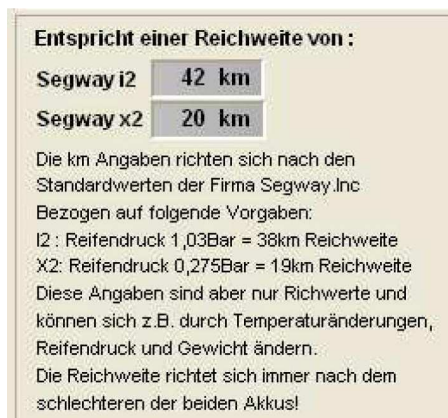 Entspricht einer Reichweite von :
Segway i2 42 km
Segway x2 20 km
Die km Angaben richten sich nach den
Standardwerten der Firma Segway.Inc
Bezogen auf folgende Vorgaben:
I2 : Reifendruck 1,03Bar = 38km Reichweite
X2: Reifendruck 0,275Bar = 19km Reichweite
Diese Angaben sind aber nur Richwerte und
können sich z.B. durch Temperaturänderungen,
Reifendruck und Gewicht ändern.
Die Reichweite richtet sich immer nach dem
schlechteren der beiden Akkus!